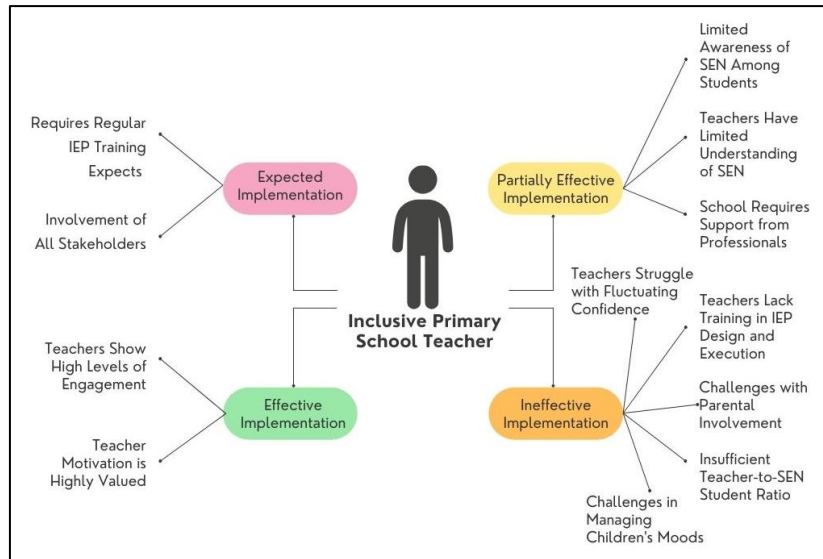 Requires Regular
IEP Training
Expects
Involvement of
All Stakeholders
Expected
Implementation
Limited
Awareness of
SEN Among
Students
Teachers Have
Limited
Understanding
of SEN
School Requires
Support from
Professionals
Partially Effective
Implementation
Inclusive Primary
School Teacher
Teachers Show
High Levels of
Engagement
Teacher
Motivation is
Highly Valued
Effective
Implementation
Teachers Struggle
with Fluctuating
Confidence
Teachers Lack
Training in IEP
Design and
Execution
Challenges with
Parental
Involvement
Insufficient
Teacher-to-SEN
Student Ratio
Challenges in
Managing
Children's Moods
Ineffective
Implementation